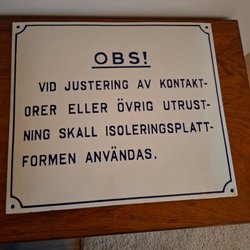 OBS!
VID JUSTERING AV KONTAKT-
ORER ELLER ÖVRIG UTRUST-
NING SKALL ISOLERINGSPLATT-
FORMEN ANVÄNDAS.